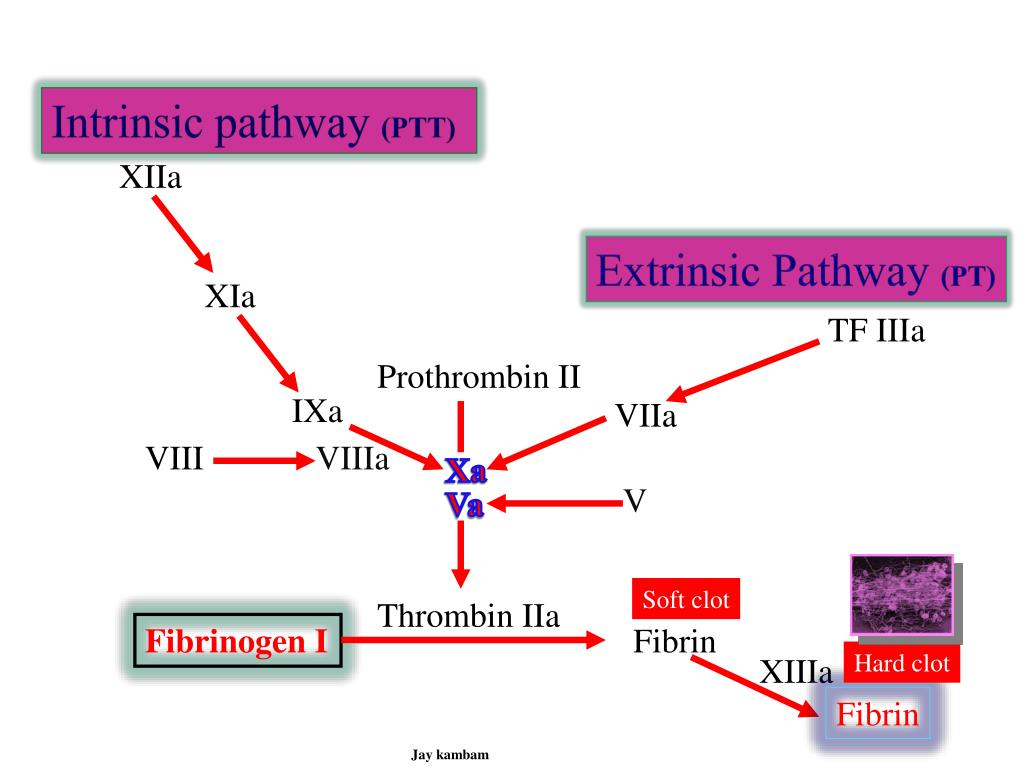 Intrinsic pathway (PTT)
XIIa
Extrinsic Pathway (PT)
XIa
TF IIIa
Prothrombin II
IXa
VIIa
VIII
VIIIa
Xa
Va
V
Soft clot
Thrombin IIa
Fibrinogen I
Fibrin
Hard clot
XIIIa
Fibrin
Jay kambam